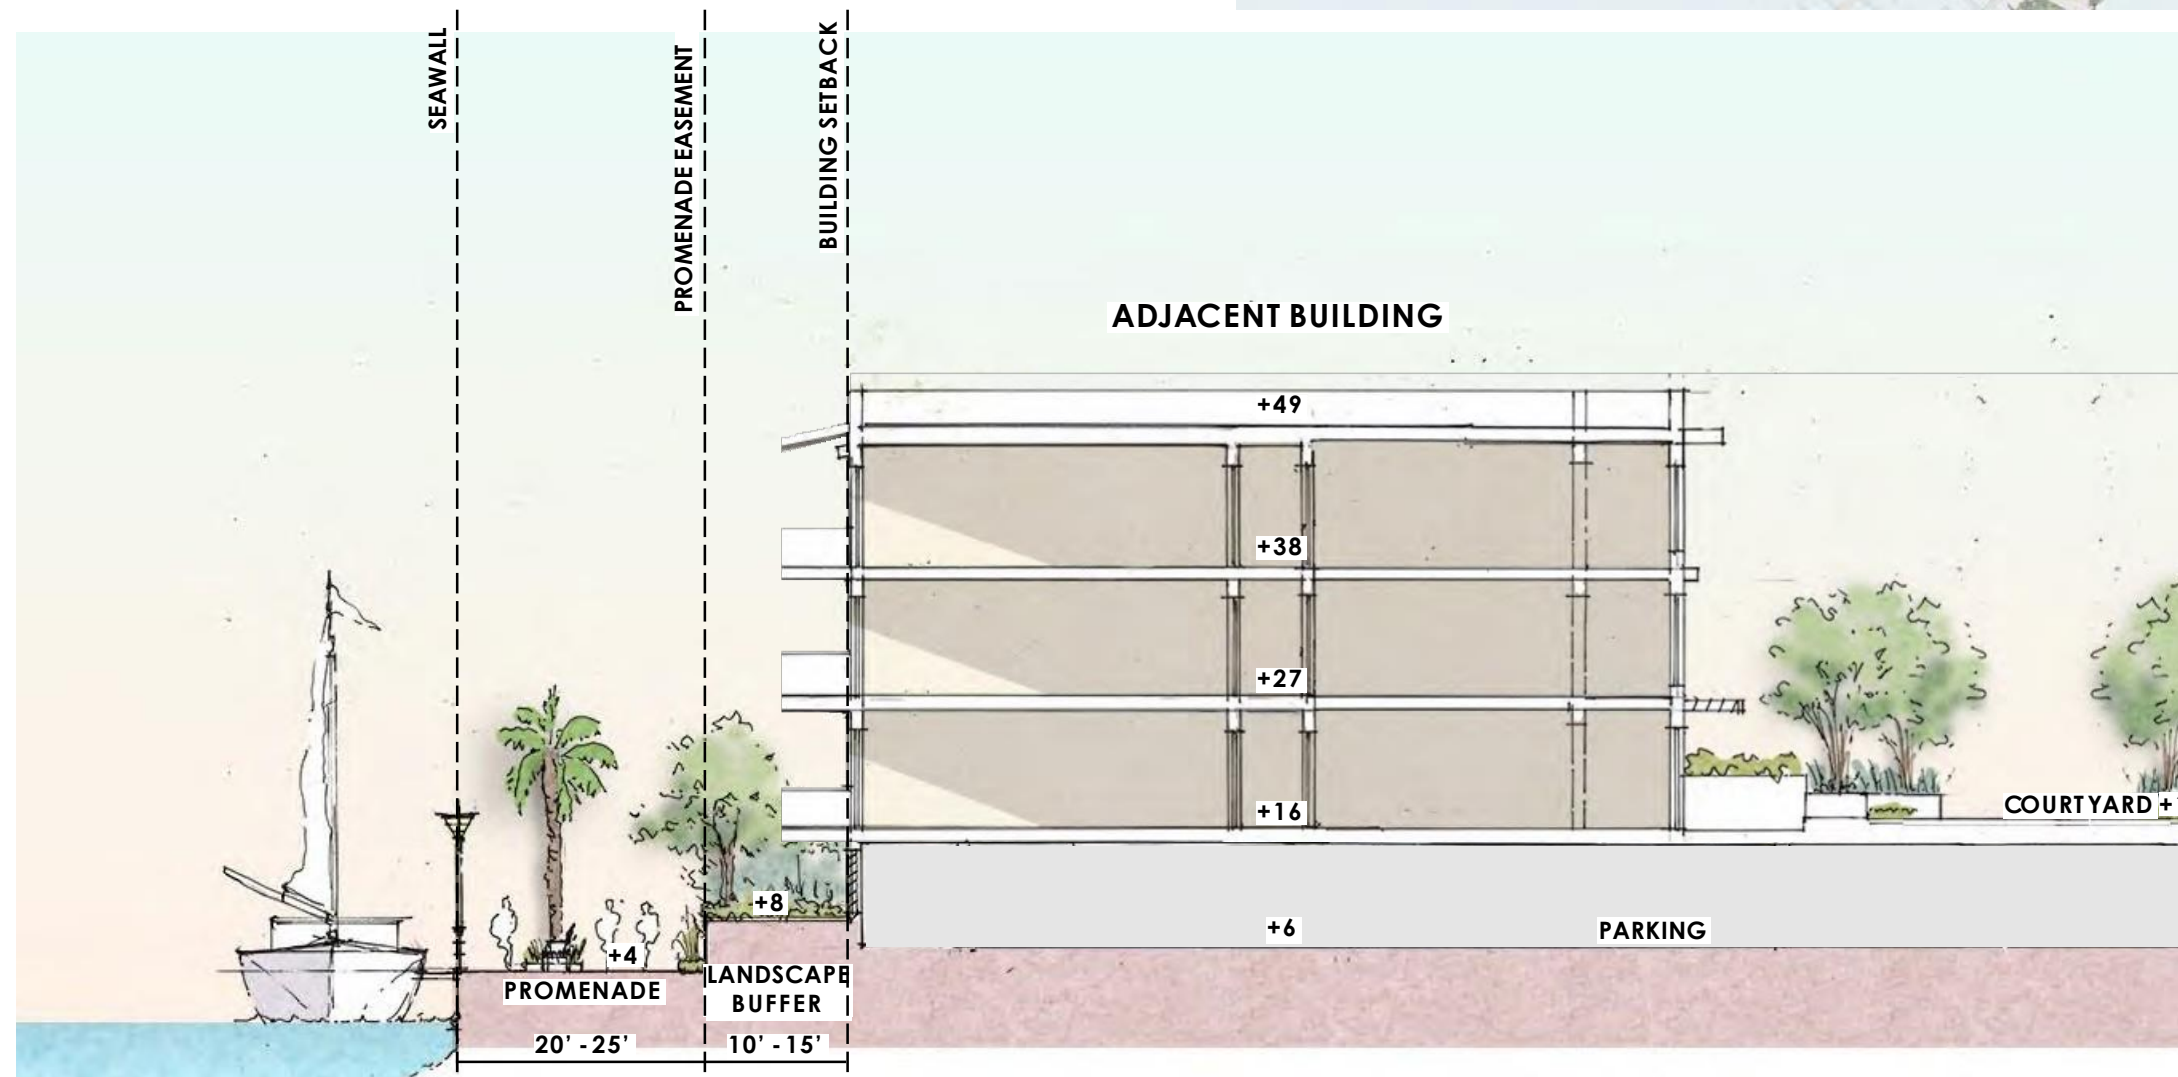 SEAWALL
PROMENADE EASEMENT
BUILDING SETBACK
ADJACENT BUILDING
+49
+38
+27
+16
COURTYARD +
+8
+6
PARKING
+4
PROMENADE
LANDSCAPE
BUFFER
20' - 25'
10' - 15'